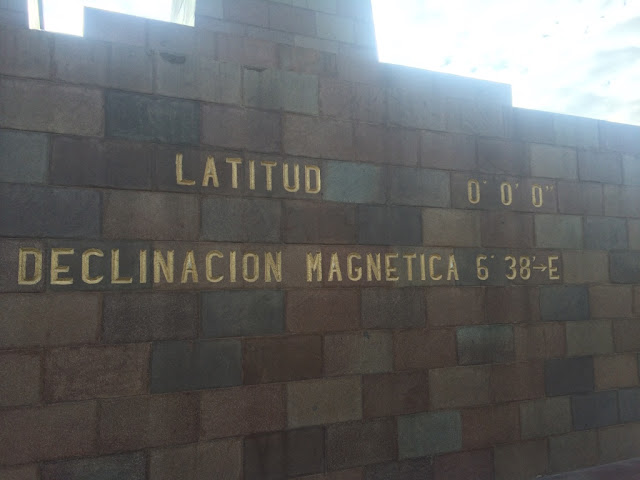 LATITUD 0° 0' 0"
DECLINACION MAGNETICA 6° 38'→E